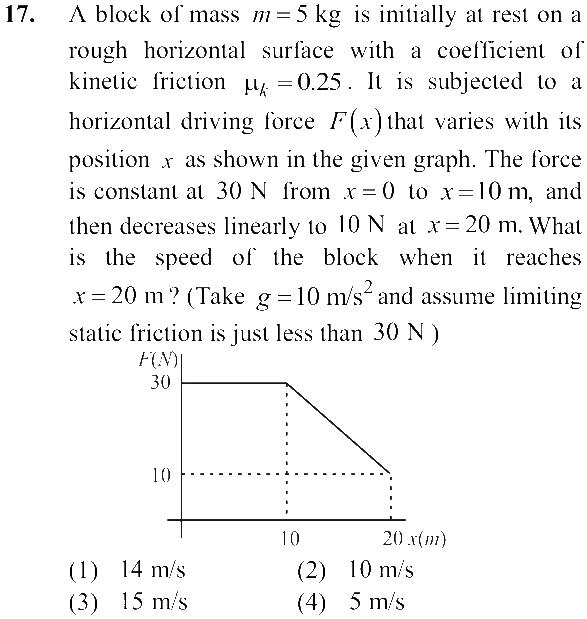 17. A block of mass m = 5 kg is initially at rest on a
rough horizontal surface with a coefficient of
kinetic friction μₖ = 0.25. It is subjected to a
horizontal driving force F(x) that varies with its
position x as shown in the given graph. The force
is constant at 30 N from x = 0 to x = 10 m, and
then decreases linearly to 10 N at x = 20 m. What
is the speed of the block when it reaches
x = 20 m ? (Take g = 10 m/s² and assume limiting
static friction is just less than 30 N )
F(N)
30
10
10 20 x(m)
(1) 14 m/s (2) 10 m/s
(3) 15 m/s (4) 5 m/s